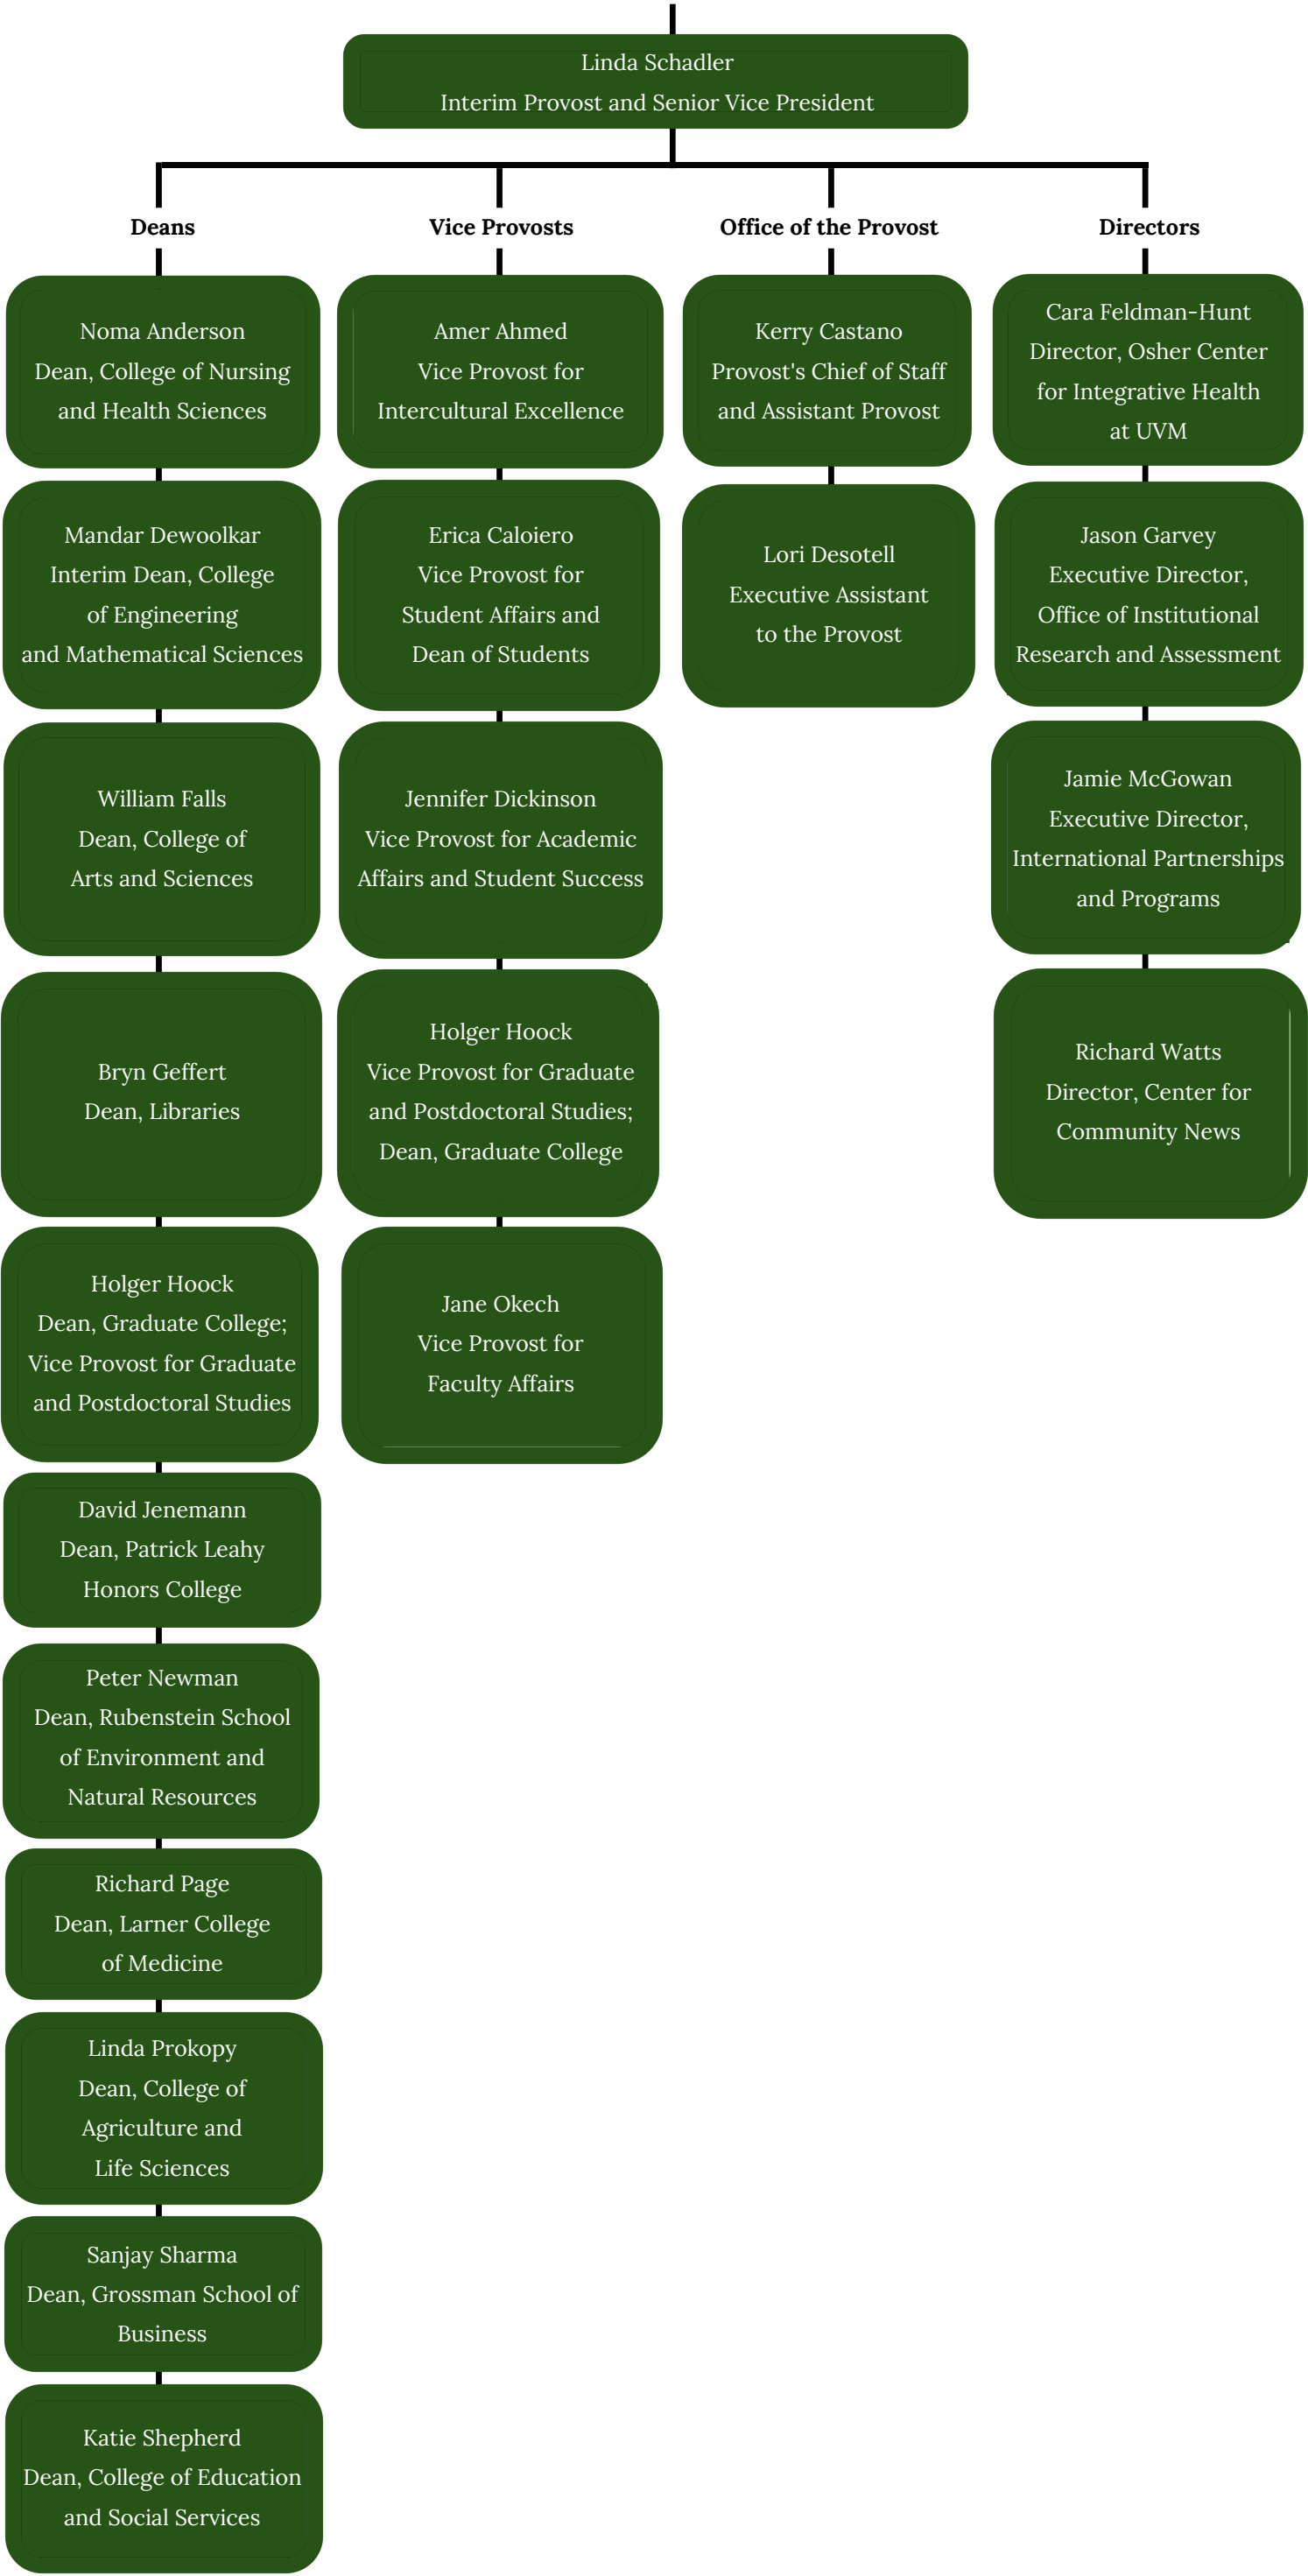 Linda Schadler
Interim Provost and Senior Vice President
Deans
Noma Anderson
Dean, College of Nursing
and Health Sciences
Mandar Dewoolkar
Interim Dean, College
of Engineering
and Mathematical Sciences
William Falls
Dean, College of
Arts and Sciences
Bryn Geffert
Dean, Libraries
Holger Hoock
Dean, Graduate College;
Vice Provost for Graduate
and Postdoctoral Studies
David Jenemann
Dean, Patrick Leahy
Honors College
Peter Newman
Dean, Rubenstein School
of Environment and
Natural Resources
Richard Page
Dean, Larner College
of Medicine
Linda Prokopy
Dean, College of
Agriculture and
Life Sciences
Sanjay Sharma
Dean, Grossman School of
Business
Katie Shepherd
Dean, College of Education
and Social Services
Vice Provosts
Amer Ahmed
Vice Provost for
Intercultural Excellence
Erica Caloiero
Vice Provost for
Student Affairs and
Dean of Students
Jennifer Dickinson
Vice Provost for Academic
Affairs and Student Success
Holger Hoock
Vice Provost for Graduate
and Postdoctoral Studies;
Dean, Graduate College
Jane Okech
Vice Provost for
Faculty Affairs
Office of the Provost
Kerry Castano
Provost's Chief of Staff
and Assistant Provost
Lori Desotell
Executive Assistant
to the Provost
Directors
Cara Feldman-Hunt
Director, Osher Center
for Integrative Health
at UVM
Jason Garvey
Executive Director,
Office of Institutional
Research and Assessment
Jamie McGowan
Executive Director,
International Partnerships
and Programs
Richard Watts
Director, Center for
Community News